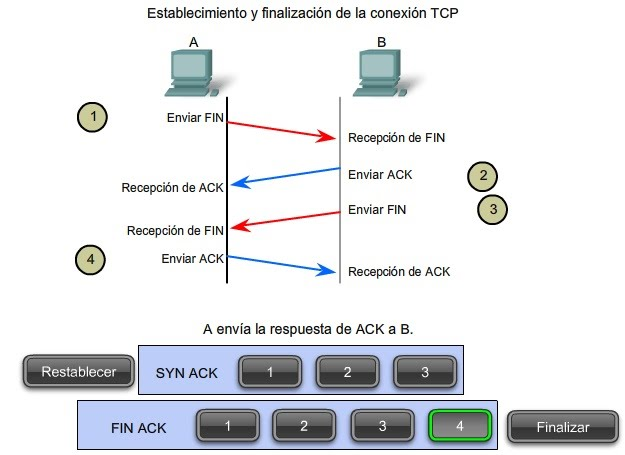 Establecimiento y finalización de la conexión TCP
A
B
1
Enviar FIN
Recepción de FIN
Enviar ACK
2
Recepción de ACK
Enviar FIN
3
Recepción de FIN
4
Enviar ACK
Recepción de ACK
A envía la respuesta de ACK a B.
Restablecer
SYN ACK
1
2
3
FIN ACK
1
2
3
4
Finalizar